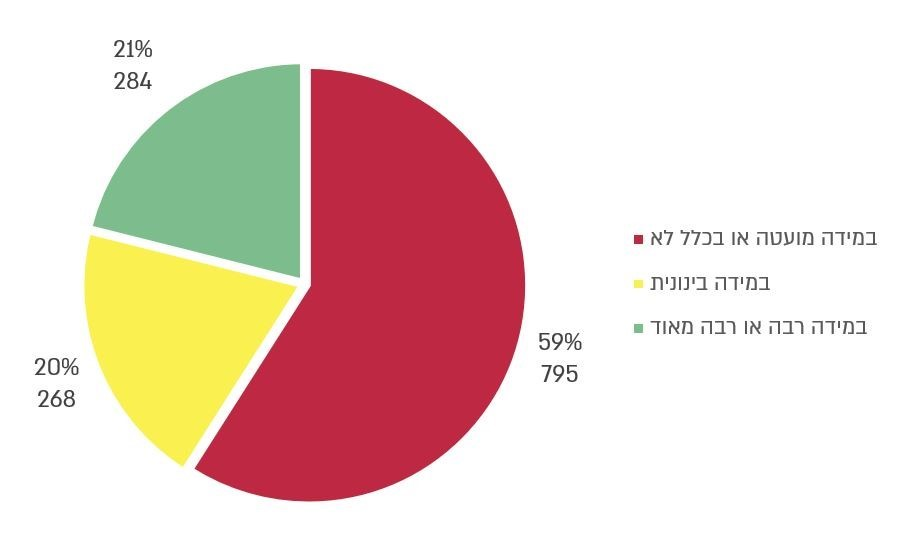 21%
284
במידה מועטה או בכלל לא
במידה בינונית
במידה רבה או רבה מאוד
59%
795
20%
268